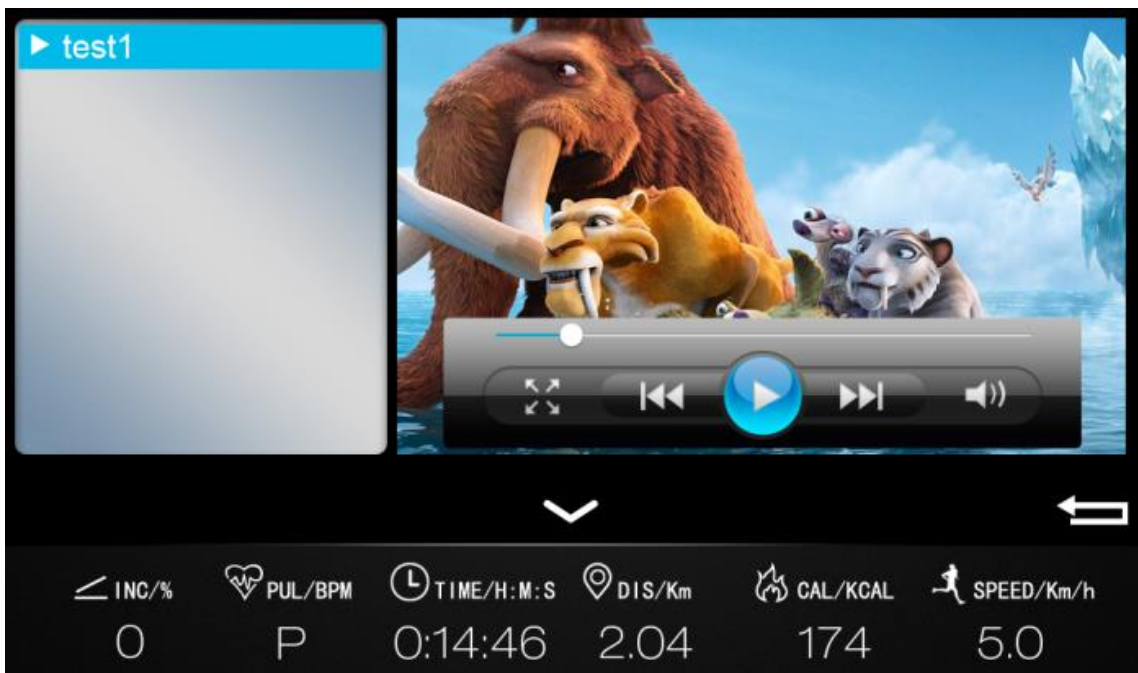 test1
INC/% PUL/BPM TIME/H:M:S DIS/Km CAL/KCAL SPEED/Km/h
0 P 0:14:46 2.04 174 5.0